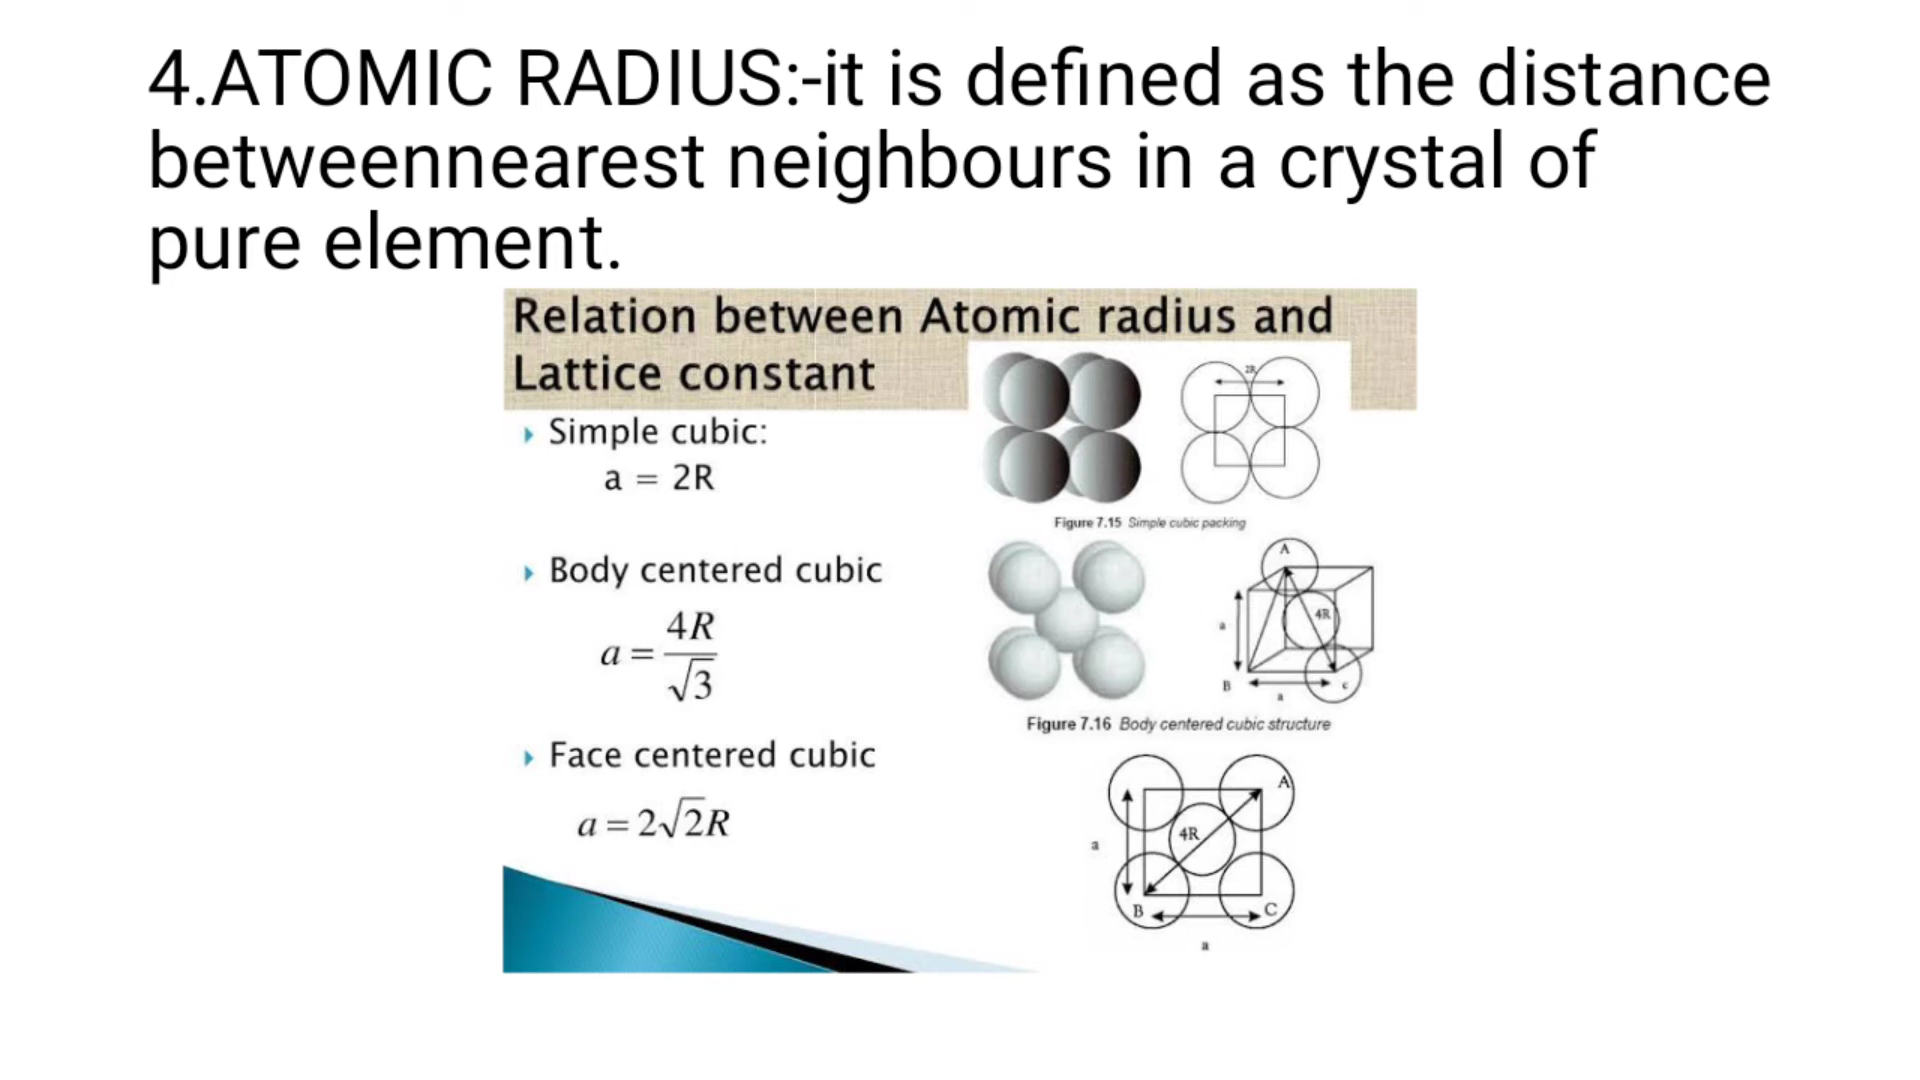 4.ATOMIC RADIUS:-it is defined as the distance
betweennearest neighbours in a crystal of
pure element.
Relation between Atomic radius and
Lattice constant
Simple cubic:
a = 2R
2R
Figure 7.15 Simple cubic packing
Body centered cubic
a = 4R/√3
A
4R
a
B
a
c
Figure 7.16 Body centered cubic structure
Face centered cubic
a = 2√2R
A
4R
a
B
C
a